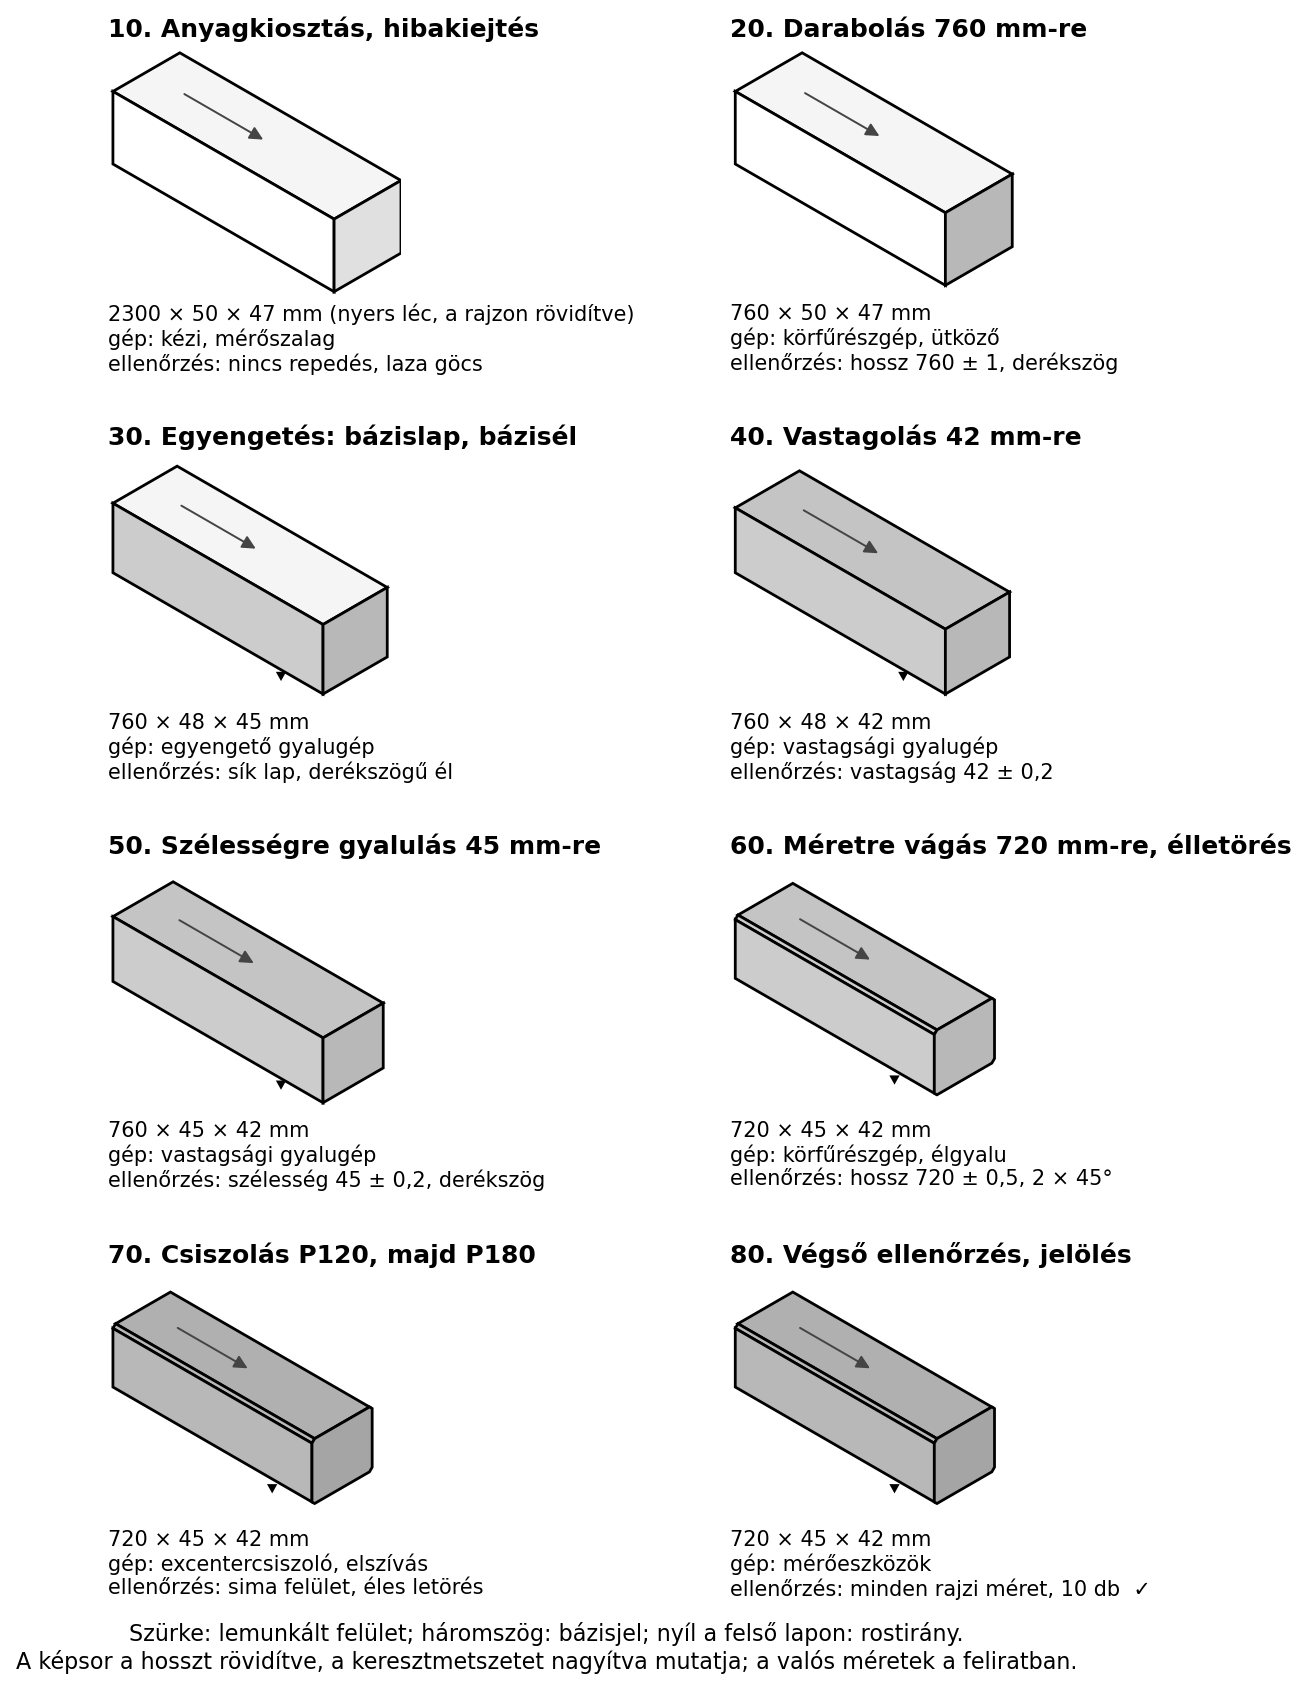 10. Anyagkiosztás, hibakiejtés
2300 × 50 × 47 mm (nyers léc, a rajzon rövidítve)
gép: kézi, mérőszalag
ellenőrzés: nincs repedés, laza göcs
20. Darabolás 760 mm-re
760 × 50 × 47 mm
gép: körfűrészgép, ütköző
ellenőrzés: hossz 760 ± 1, derékszög
30. Egyengetés: bázislap, bázisél
760 × 48 × 45 mm
gép: egyengető gyalugép
ellenőrzés: sík lap, derékszögű él
40. Vastagolás 42 mm-re
760 × 48 × 42 mm
gép: vastagsági gyalugép
ellenőrzés: vastagság 42 ± 0,2
50. Szélességre gyalulás 45 mm-re
760 × 45 × 42 mm
gép: vastagsági gyalugép
ellenőrzés: szélesség 45 ± 0,2, derékszög
60. Méretre vágás 720 mm-re, élletörés
720 × 45 × 42 mm
gép: körfűrészgép, élgyalu
ellenőrzés: hossz 720 ± 0,5, 2 × 45°
70. Csiszolás P120, majd P180
720 × 45 × 42 mm
gép: excentercsiszoló, elszívás
ellenőrzés: sima felület, éles letörés
80. Végső ellenőrzés, jelölés
720 × 45 × 42 mm
gép: mérőeszközök
ellenőrzés: minden rajzi méret, 10 db ✓
Szürke: lemunkált felület; háromszög: bázisjel; nyíl a felső lapon: rostirány.
A képsor a hosszt rövidítve, a keresztmetszetet nagyítva mutatja; a valós méretek a feliratban.